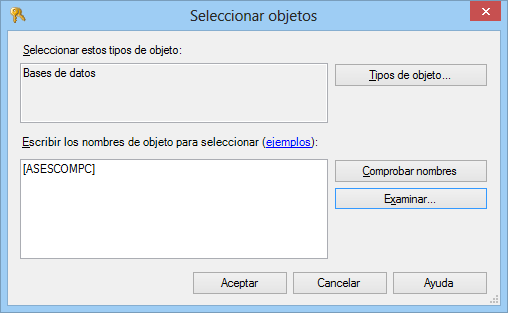 Seleccionar objetos
Seleccionar estos tipos de objeto:
Bases de datos
Tipos de objeto...
Escribir los nombres de objeto para seleccionar (ejemplos):
[ASESCOMPC]
Comprobar nombres
Examinar...
Aceptar
Cancelar
Ayuda